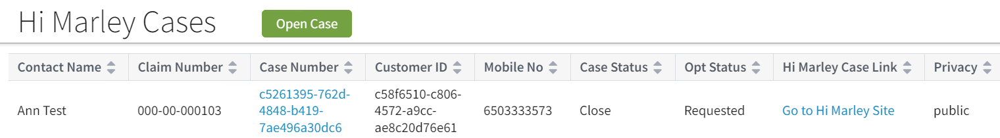 Hi Marley Cases
Open Case
Contact Name Claim Number Case Number Customer ID Mobile No Case Status Opt Status Hi Marley Case Link Privacy
Ann Test 000-00-000103 c5261395-762d-4848-b419-7ae496a30dc6 c58f6510-c806-4572-a9cc-ae8c20d76e61 6503333573 Close Requested Go to Hi Marley Site public